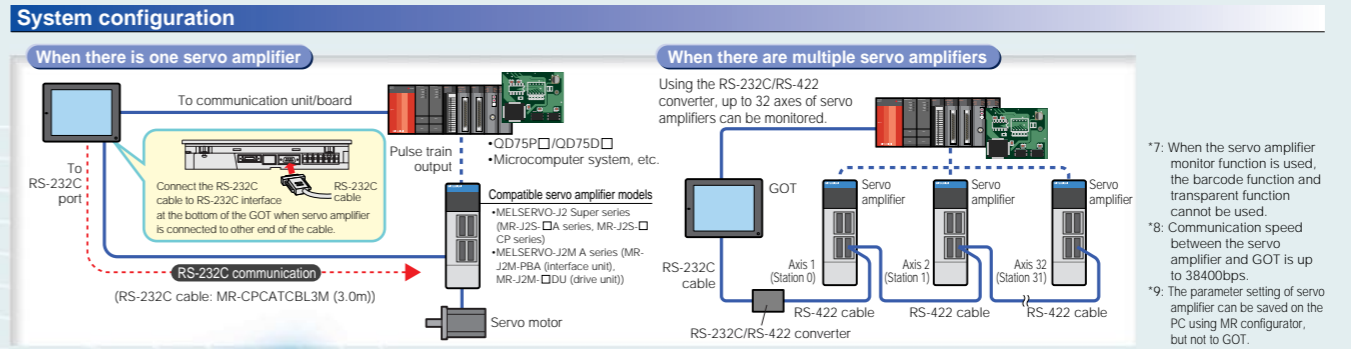 System configuration
When there is one servo amplifier
To communication unit/board
To
RS-232C
port
Connect the RS-232C
cable to RS-232C interface
at the bottom of the GOT when servo amplifier
is connected to other end of the cable.
RS-232C
cable
Pulse train
output
•QD75P□/QD75D□
•Microcomputer system, etc.
Compatible servo amplifier models
•MELSERVO-J2 Super series
(MR-J2S-□A series, MR-J2S-□
CP series)
•MELSERVO-J2M A series (MR-
J2M-PBA (interface unit),
MR-J2M-□DU (drive unit))
RS-232C communication
(RS-232C cable: MR-CPCATCBL3M (3.0m))
Servo motor
When there are multiple servo amplifiers
Using the RS-232C/RS-422
converter, up to 32 axes of servo
amplifiers can be monitored.
GOT
Servo
amplifier
Servo
amplifier
Servo
amplifier
Axis 1
(Station 0)
Axis 2
(Station 1)
Axis 32
(Station 31)
RS-232C
cable
RS-422 cable
RS-422 cable
RS-422 cable
RS-232C/RS-422 converter
*7: When the servo amplifier
monitor function is used,
the barcode function and
transparent function
cannot be used.
*8: Communication speed
between the servo
amplifier and GOT is up
to 38400bps.
*9: The parameter setting of servo
amplifier can be saved on the
PC using MR configurator,
but not to GOT.